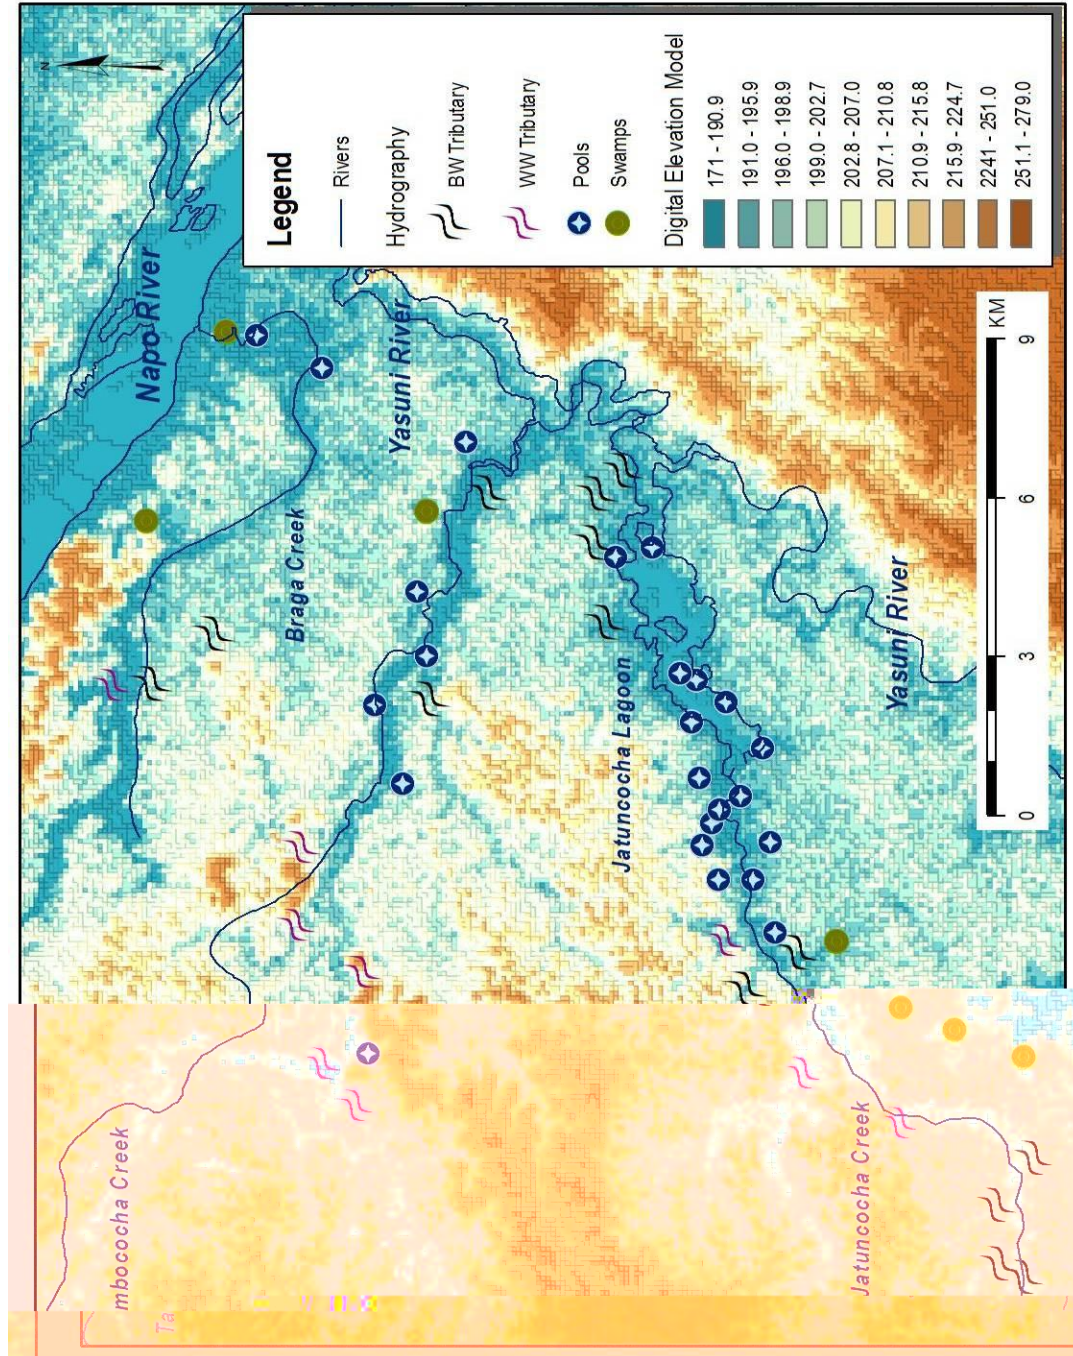 N
Legend
Rivers
Hydrography
BW Tributary
WW Tributary
Pools
Swamps
Digital Elevation Model
171 - 190.9
191.0 - 195.9
196.0 - 198.9
199.0 - 202.7
202.8 - 207.0
207.1 - 210.8
210.9 - 215.8
215.9 - 224.7
2241 - 251.0
251.1 - 279.0
Napo River
Yasuni River
Braga Creek
Jatuncocha Lagoon
Yasuni River
0 3 6 9
KM
Ta
mbococha Creek
Jatuncocha Creek